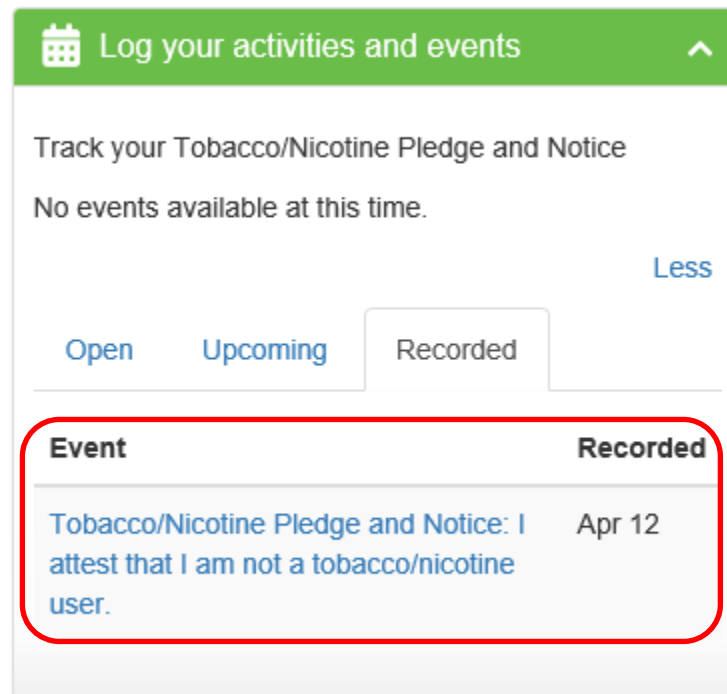 Log your activities and events
Track your Tobacco/Nicotine Pledge and Notice
No events available at this time.
Less
Open Upcoming Recorded
Event Recorded
Tobacco/Nicotine Pledge and Notice: I Apr 12
attest that I am not a tobacco/nicotine
user.